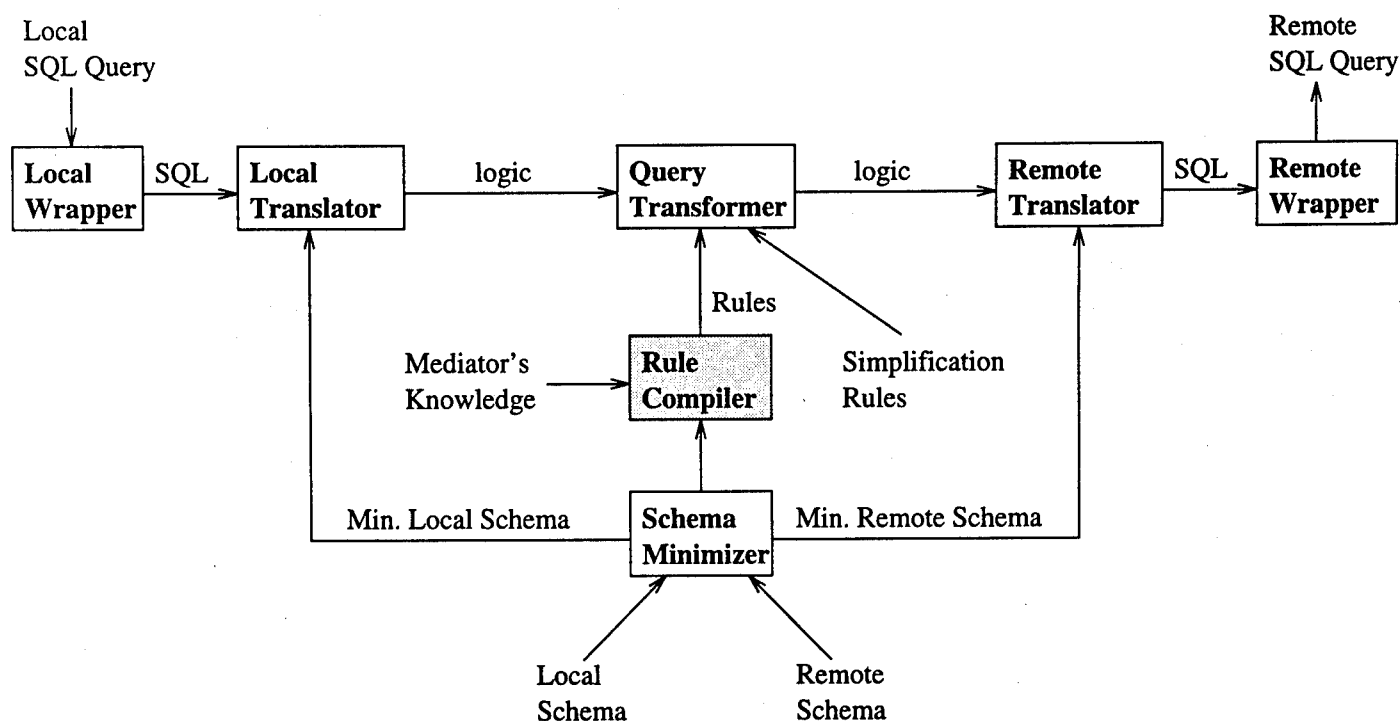 Local
SQL Query
Remote
SQL Query
Local
Wrapper
SQL
Local
Translator
logic
Query
Transformer
logic
Remote
Translator
SQL
Remote
Wrapper
Rules
Mediator's
Knowledge
Rule
Compiler
Simplification
Rules
Min. Local Schema
Schema
Minimizer
Min. Remote Schema
Local
Schema
Remote
Schema